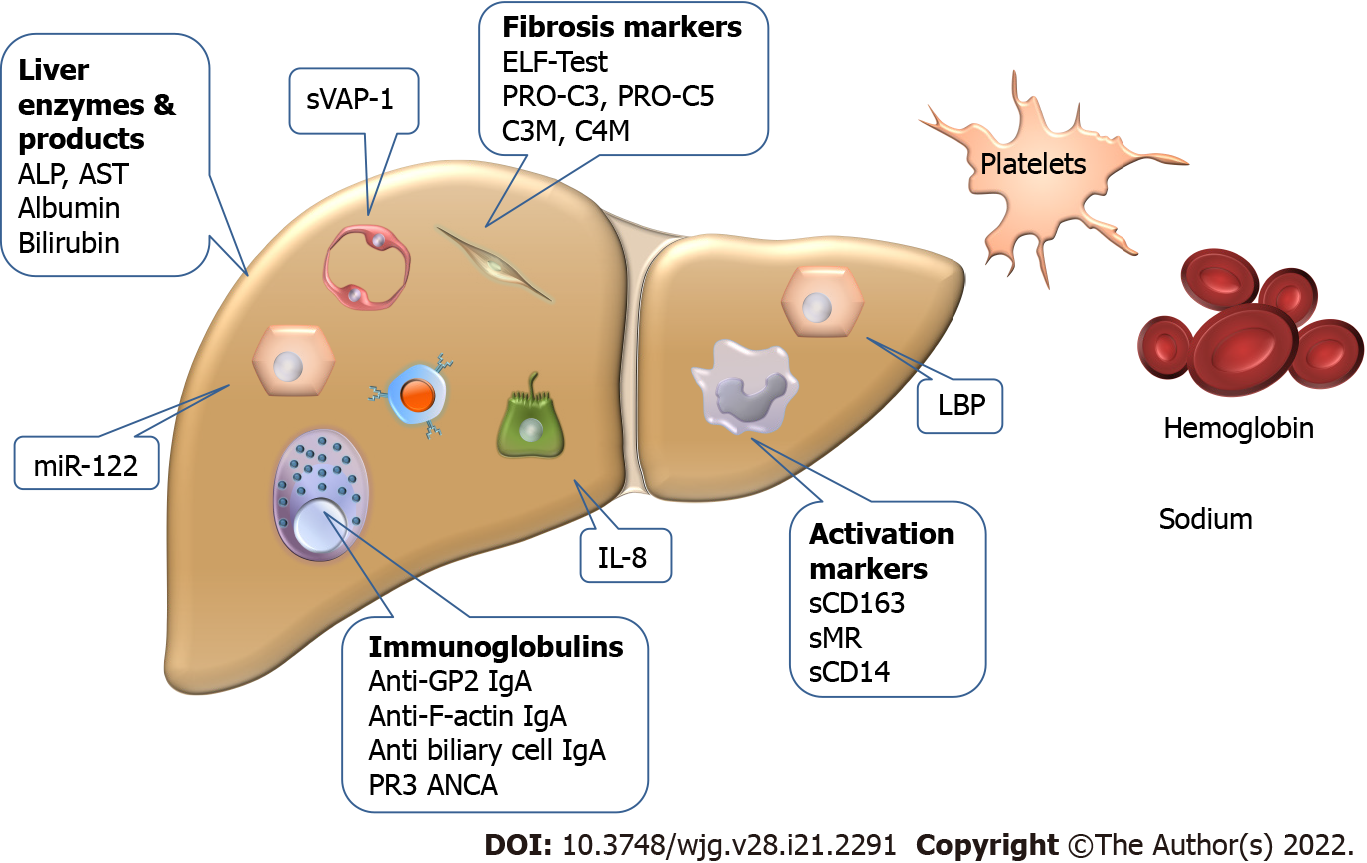 Liver
enzymes &
products
ALP, AST
Albumin
Bilirubin
sVAP-1
Fibrosis markers
ELF-Test
PRO-C3, PRO-C5
C3M, C4M
Platelets
Hemoglobin
Sodium
LBP
miR-122
IL-8
Activation
markers
sCD163
sMR
sCD14
Immunoglobulins
Anti-GP2 IgA
Anti-F-actin IgA
Anti biliary cell IgA
PR3 ANCA
DOI: 10.3748/wjg.v28.i21.2291 Copyright ©The Author(s) 2022.